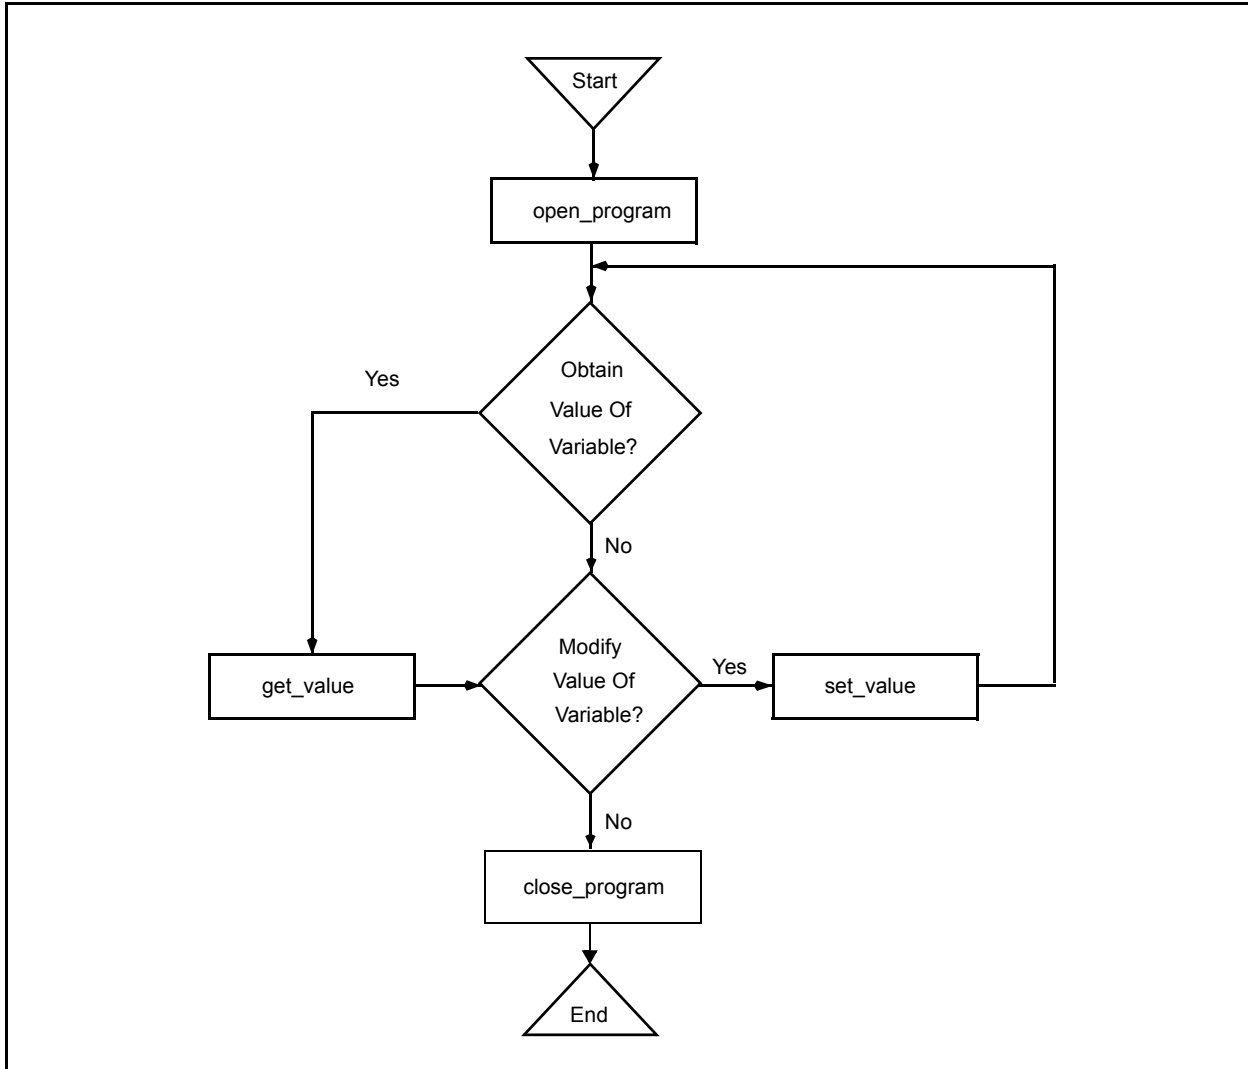 Start
open_program
Yes
Obtain
Value Of
Variable?
No
get_value
Modify
Value Of
Variable?
Yes
set_value
No
close_program
End